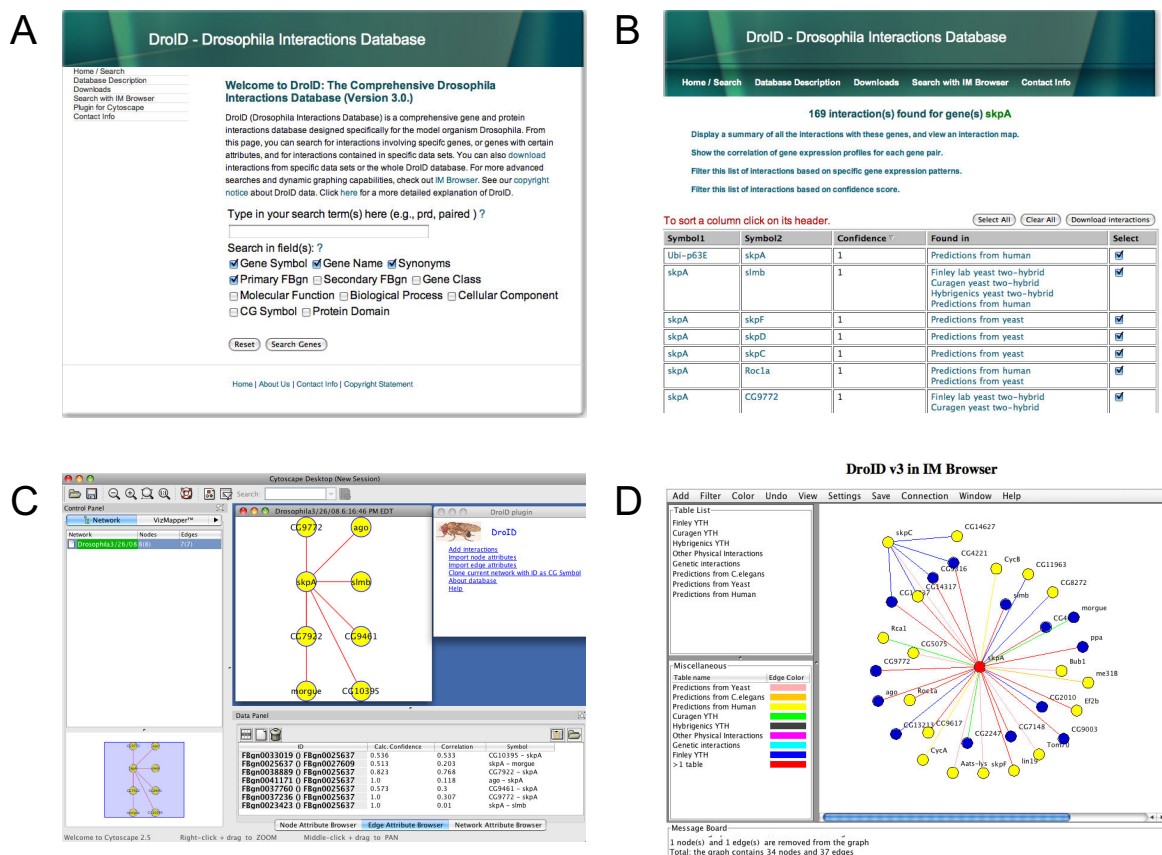 A
DroID - Drosophila Interactions Database
Home / Search
Database Description
Downloads
Search with IM Browser
Plugin for Cytoscape
Contact Info
Welcome to DroID: The Comprehensive Drosophila
Interactions Database (Version 3.0.)
DroID (Drosophila Interactions Database) is a comprehensive gene and protein
interactions database designed specifically for the model organism Drosophila. From
this page, you can search for interactions involving specifc genes, or genes with certain
attributes, and for interactions contained in specific data sets. You can also download
interactions from specific data sets or the whole DroID database. For more advanced
searches and dynamic graphing capabilities, check out IM Browser. See our copyright
notice about DroID data. Click here for a more detailed explanation of DroID.
Type in your search term(s) here (e.g., prd, paired ) ?
Search in field(s): ?
Gene Symbol Gene Name Synonyms
Primary FBgn Secondary FBgn Gene Class
Molecular Function Biological Process Cellular Component
CG Symbol Protein Domain
Reset Search Genes
Home | About Us | Contact Info | Copyright Statement
B
DroID - Drosophila Interactions Database
Home / Search Database Description Downloads Search with IM Browser Contact Info
169 interaction(s) found for gene(s) skpA
Display a summary of all the interactions with these genes, and view an interaction map.
Show the correlation of gene expression profiles for each gene pair.
Filter this list of interactions based on specific gene expression patterns.
Filter this list of interactions based on confidence score.
To sort a column click on its header.
Select All Clear All Download interactions
Symbol1 Symbol2 Confidence Found in Select
Ubi-p63E skpA 1 Predictions from human
skpA slmb 1 Finley lab yeast two-hybrid
Curagen yeast two-hybrid
Hybrigenics yeast two-hybrid
Predictions from human
skpA skpF 1 Predictions from yeast
skpA skpD 1 Predictions from yeast
skpA skpC 1 Predictions from yeast
skpA Roc1a 1 Predictions from human
Predictions from yeast
skpA CG9772 1 Finley lab yeast two-hybrid
Curagen yeast two-hybrid
C
Cytoscape Desktop (New Session)
Search:
Control Panel
Network VizMapper™
Network Nodes Edges
Drosophila3/26/08 8(0) 7(7)
Drosophila3/26/08 6:16:46 PM EDT
CG9772 ago
skpA slmb
CG7922 CG9461
morgue CG10395
DroID plugin
DroID
Add interactions
Import node attributes
Import edge attributes
Clone current network with ID as CG Symbol
About database
Help
Data Panel
ID Calc. Confidence Correlation Symbol
FBgn0033019 () FBgn0025637 0.536 0.533 CG10395 - skpA
FBgn0025637 () FBgn0027609 0.513 0.203 skpA - morgue
FBgn0038889 () FBgn0025637 0.823 0.768 CG7922 - skpA
FBgn0041171 () FBgn0025637 1.0 0.118 ago - skpA
FBgn0037760 () FBgn0025637 0.573 0.3 CG9461 - skpA
FBgn0037236 () FBgn0025637 1.0 0.307 CG9772 - skpA
FBgn0023423 () FBgn0025637 1.0 0.01 skpA - slmb
Node Attribute Browser Edge Attribute Browser Network Attribute Browser
Welcome to Cytoscape 2.5 Right-click + drag to ZOOM Middle-click + drag to PAN
D
DroID v3 in IM Browser
Add Filter Color Undo View Settings Save Connection Window Help
Table List
Finley YTH
Curagen YTH
Hybrigenics YTH
Other Physical Interactions
Genetic interactions
Predictions from C.elegans
Predictions from Yeast
Predictions from Human
Miscellaneous
Table name Edge Color
Predictions from Yeast
Predictions from C.elegans
Predictions from Human
Curagen YTH
Hybrigenics YTH
Other Physical Interactions
Genetic interactions
Finley YTH
>1 table
skpC
CG14627
CG4221
CycB
CG11963
CG14317
CG8272
slmb
morgue
Rca1
ppa
CG5075
skpA
Bub1
CG9772
me31B
ago
Roc1a
CG2010
Ef2b
CG13213
CG9617
CG7148
CG9003
CG2247
Tom70
CycA
lin19
Aats-lys
skpF
Message Board
1 node(s) and 1 edge(s) are removed from the graph
Total: the graph contains 34 nodes and 37 edges